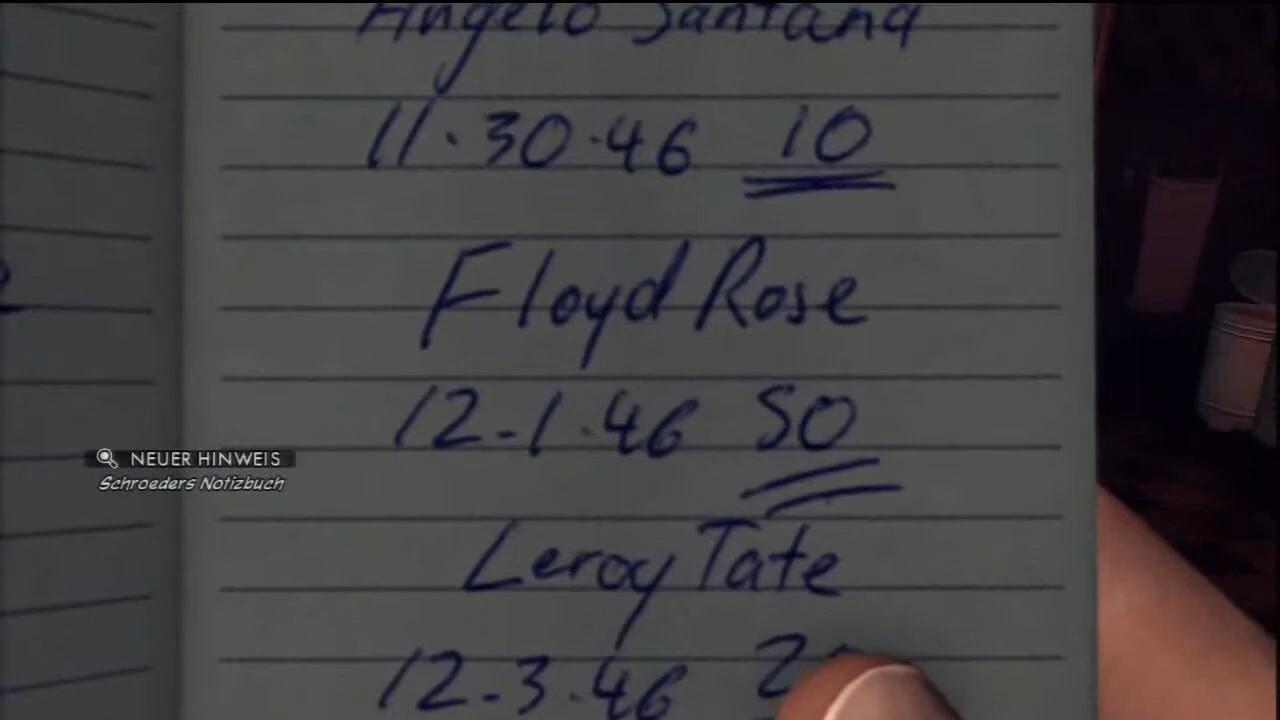 Angelo Santana
11.30.46 10
Floyd Rose
12-1.46 50
NEUER HINWEIS
Schroeders Notizbuch
Leroy Tate
12-3.46